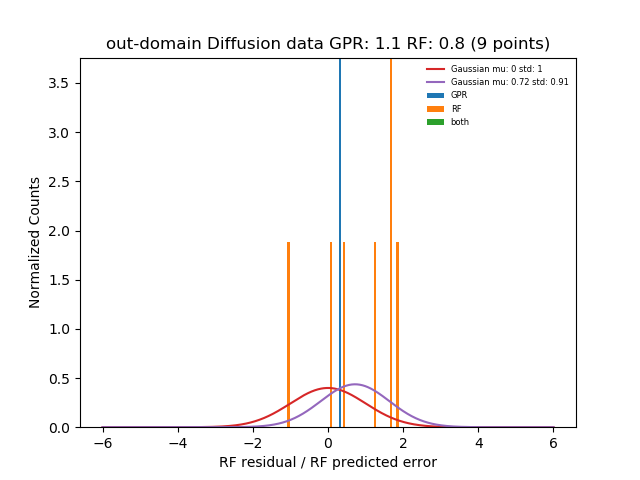 out-domain Diffusion data GPR: 1.1 RF: 0.8 (9 points)
Gaussian mu: 0 std: 1
Gaussian mu: 0.72 std: 0.91
GPR
RF
both
Normalized Counts
3.5
3.0
2.5
2.0
1.5
1.0
0.5
0.0
−6 −4 −2 0 2 4 6
RF residual / RF predicted error